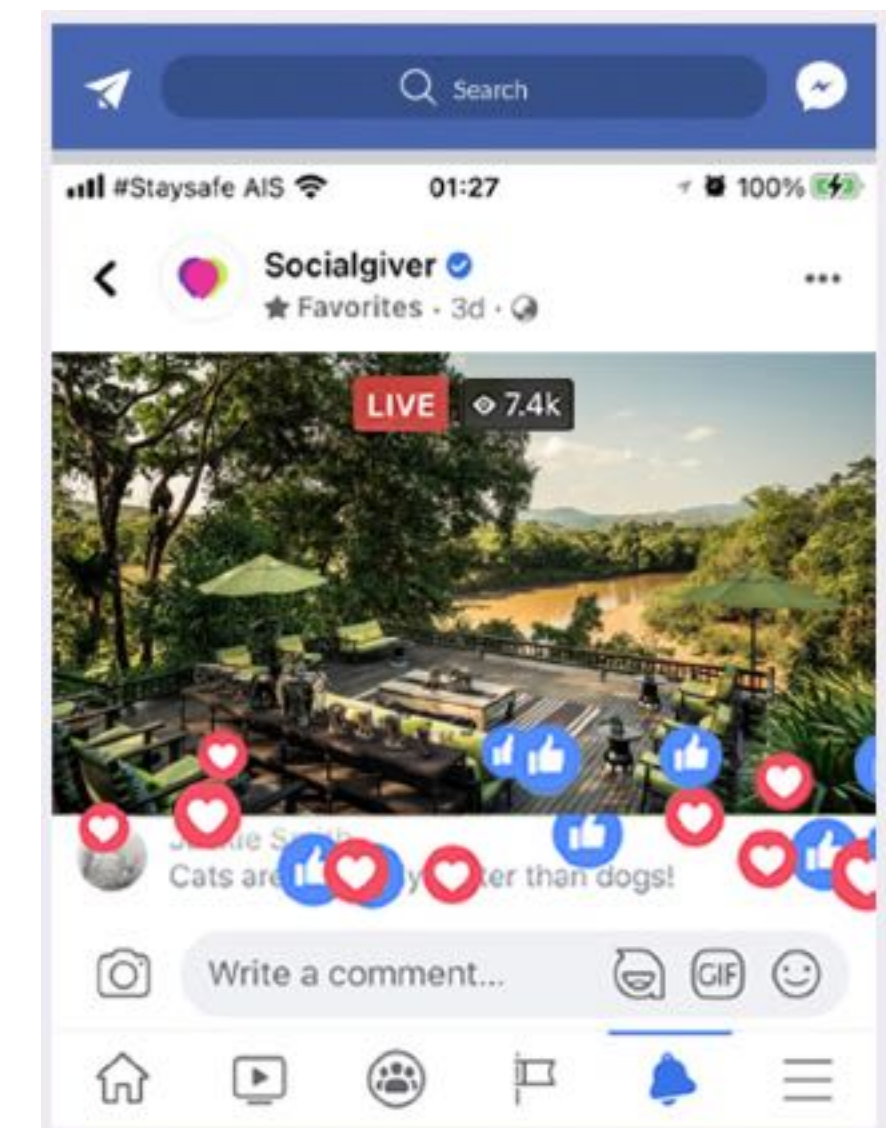 Search
#Staysafe AIS 01:27 100%
Socialgiver
Favorites · 3d ·
LIVE 7.4k
Cats are than dogs!
Write a comment... GIF